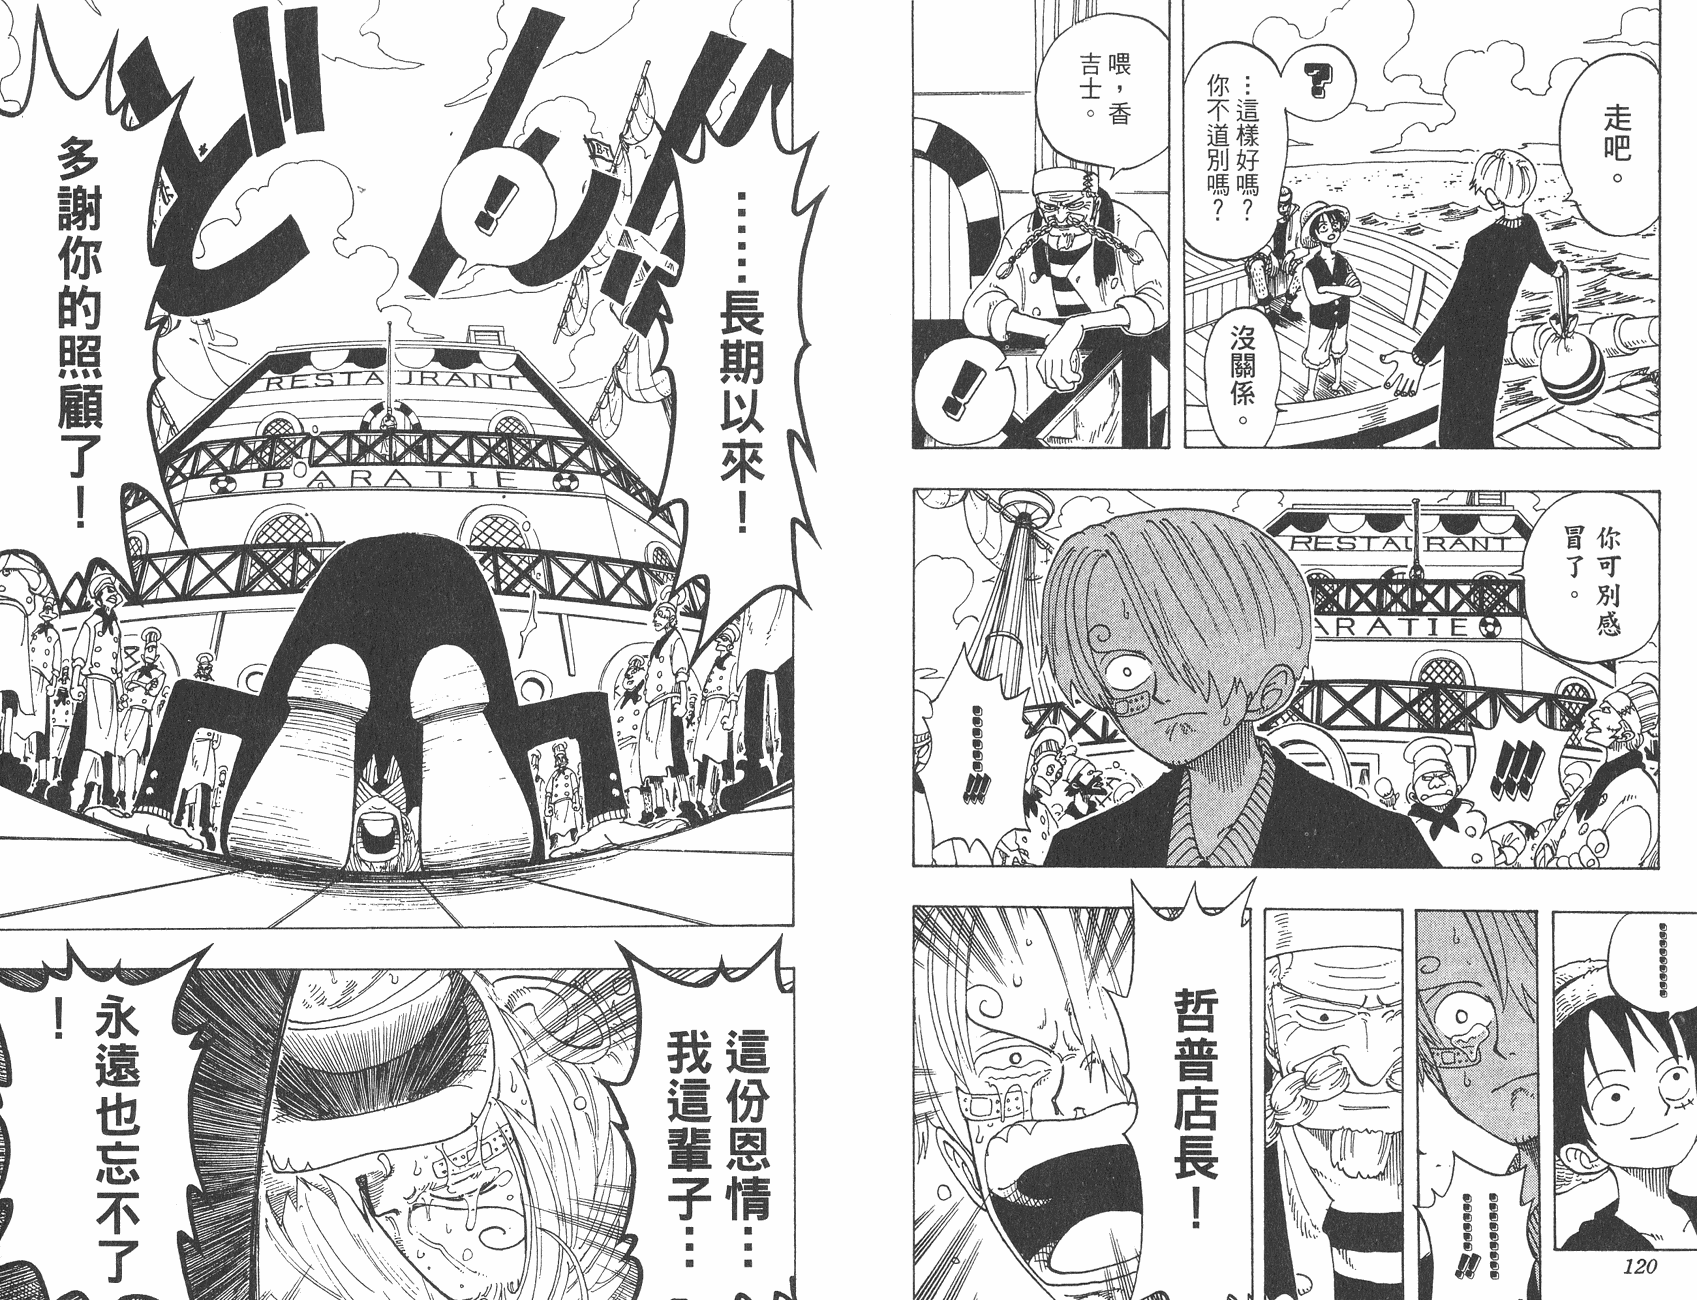 走吧。
?
…這樣好嗎?
你不道別嗎?
沒關係。
喂，香
吉士。
!
你可別感
冒了。
RESTAURANT
BARATIE
!!!
………!!!
………
………
………!!
哲普店長！
120
……長期以來！
!
多謝你的照顧了！
RESTAURANT
BARATIE
這份恩情…
我這輩子…
永遠也忘不了
！